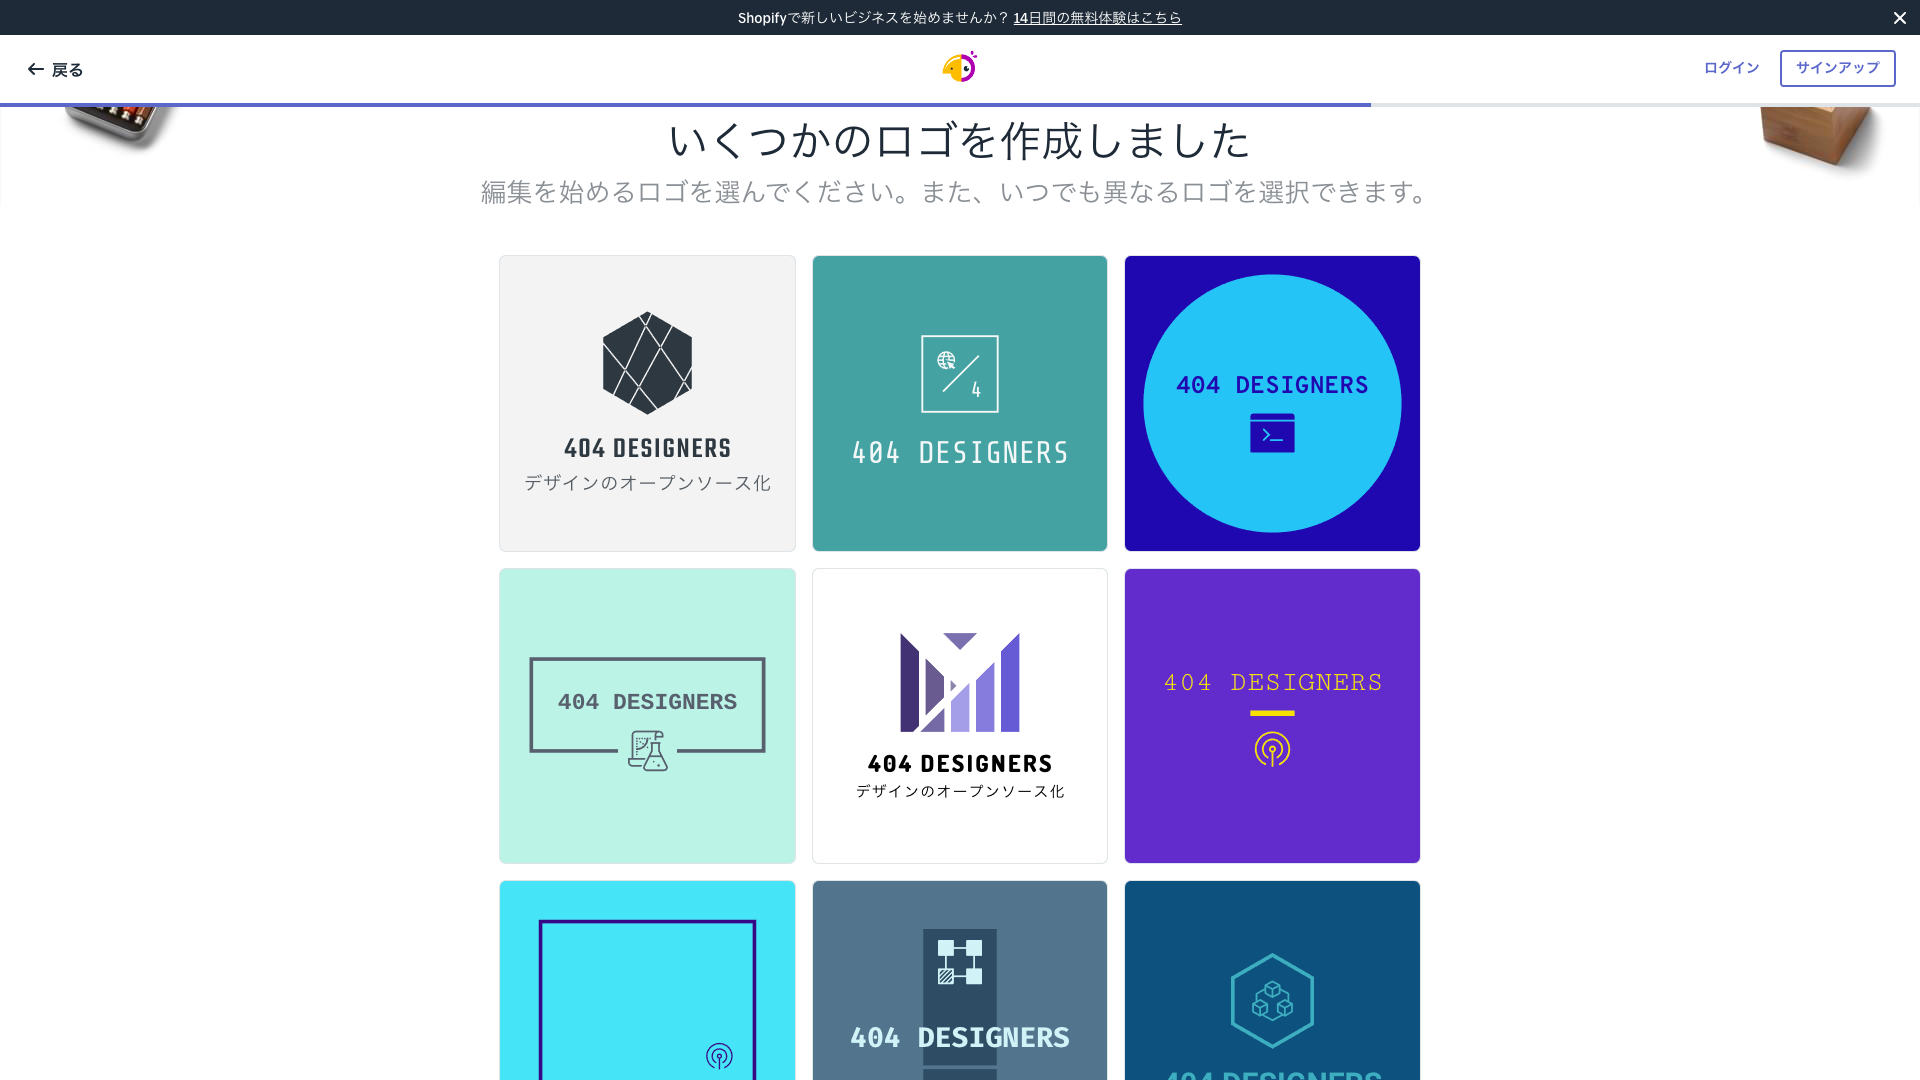 Shopifyで新しいビジネスを始めませんか？ 14日間の無料体験はこちら
戻る
ログイン
サインアップ
いくつかのロゴを作成しました
編集を始めるロゴを選んでください。また、いつでも異なるロゴを選択できます。
404 DESIGNERS
デザインのオープンソース化
4
404 DESIGNERS
404 DESIGNERS
404 DESIGNERS
404 DESIGNERS
デザインのオープンソース化
404 DESIGNERS
404 DESIGNERS
404 DESIGNERS